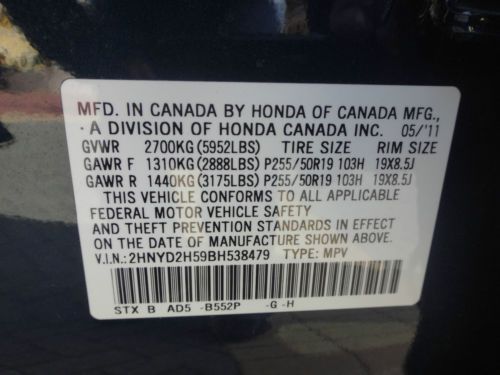 MFD. IN CANADA BY HONDA OF CANADA MFG.,
A DIVISION OF HONDA CANADA INC. 05/'11
GVWR 2700KG(5952LBS) TIRE SIZE RIM SIZE
GAWR F 1310KG(2888LBS) P255/50R19 103H 19X8.5J
GAWR R 1440KG(3175LBS) P255/50R19 103H 19X8.5J
THIS VEHICLE CONFORMS TO ALL APPLICABLE
FEDERAL MOTOR VEHICLE SAFETY
AND THEFT PREVENTION STANDARDS IN EFFECT
ON THE DATE OF MANUFACTURE SHOWN ABOVE.
V.I.N.: 2HNYD2H59BH538479 TYPE: MPV
STX B AD5 -B552P -G -H